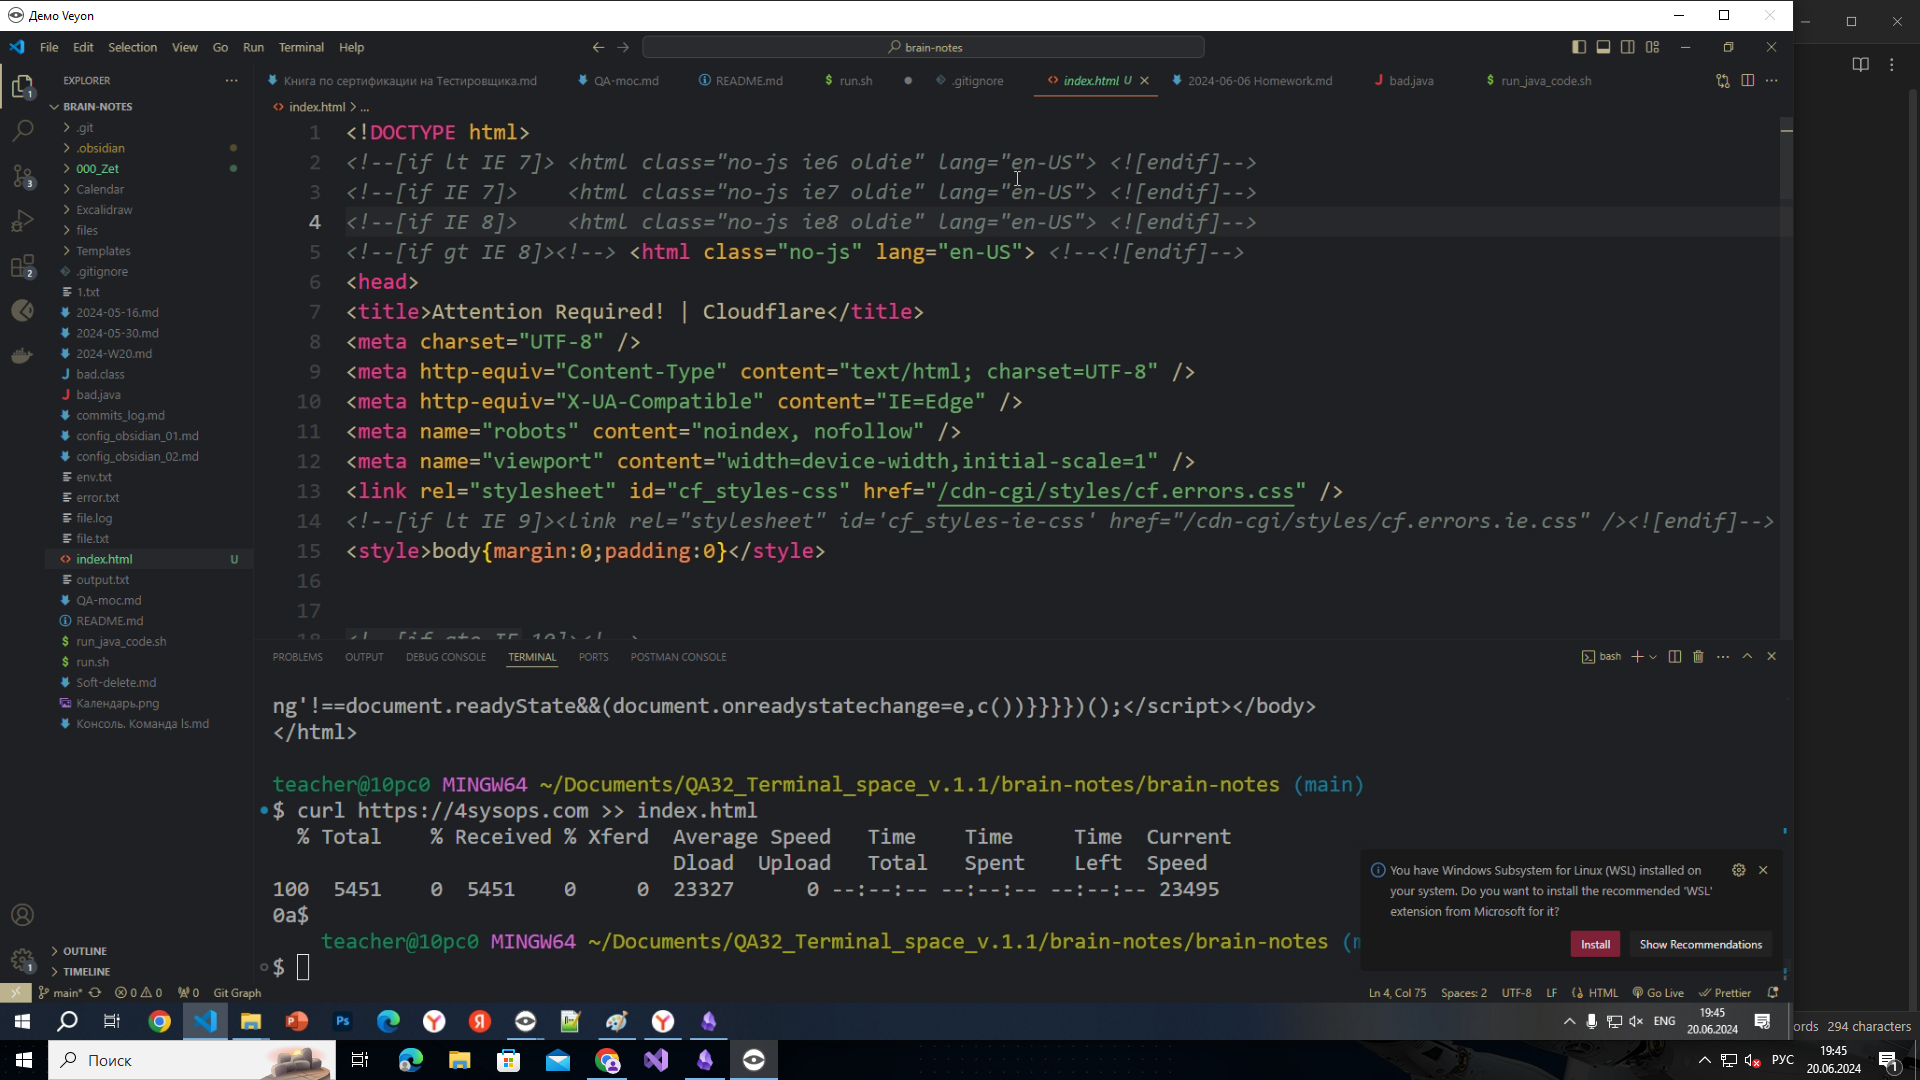 Демо Veyon
File Edit Selection View Go Run Terminal Help
brain-notes
EXPLORER
Книга по сертификации на Тестировщика.md QA-moc.md README.md run.sh .gitignore index.html U 2024-06-06 Homework.md bad.java run_java_code.sh
BRAIN-NOTES
index.html > ...
.git
.obsidian
000_Zet
Calendar
Excalidraw
files
Templates
.gitignore
1.txt
2024-05-16.md
2024-05-30.md
2024-W20.md
bad.class
bad.java
commits_log.md
config_obsidian_01.md
config_obsidian_02.md
env.txt
error.txt
file.log
file.txt
index.html U
output.txt
QA-moc.md
README.md
run_java_code.sh
run.sh
Soft-delete.md
Календарь.png
Консоль. Команда ls.md
OUTLINE
TIMELINE
1 <!DOCTYPE html>
2 <!--[if lt IE 7]> <html class="no-js ie6 oldie" lang="en-US"> <![endif]-->
3 <!--[if IE 7]>    <html class="no-js ie7 oldie" lang="en-US"> <![endif]-->
4 <!--[if IE 8]>    <html class="no-js ie8 oldie" lang="en-US"> <![endif]-->
5 <!--[if gt IE 8]><!--> <html class="no-js" lang="en-US"> <!--<![endif]-->
6 <head>
7 <title>Attention Required! | Cloudflare</title>
8 <meta charset="UTF-8" />
9 <meta http-equiv="Content-Type" content="text/html; charset=UTF-8" />
10 <meta http-equiv="X-UA-Compatible" content="IE=Edge" />
11 <meta name="robots" content="noindex, nofollow" />
12 <meta name="viewport" content="width=device-width,initial-scale=1" />
13 <link rel="stylesheet" id="cf_styles-css" href="/cdn-cgi/styles/cf.errors.css" />
14 <!--[if lt IE 9]><link rel="stylesheet" id='cf_styles-ie-css' href="/cdn-cgi/styles/cf.errors.ie.css" /><![endif]-->
15 <style>body{margin:0;padding:0}</style>
16
17
18 <!--[if gte IE 10]><!-->
PROBLEMS OUTPUT DEBUG CONSOLE TERMINAL PORTS POSTMAN CONSOLE
bash
ng'!==document.readyState&&(document.onreadystatechange=e,c())}}}})();</script></body>
</html>
teacher@10pc0 MINGW64 ~/Documents/QA32_Terminal_space_v.1.1/brain-notes/brain-notes (main)
$ curl https://4sysops.com >> index.html
% Total % Received % Xferd Average Speed Time Time Time Current
Dload Upload Total Spent Left Speed
100 5451 0 5451 0 0 23327 0 --:--:-- --:--:-- --:--:-- 23495
0a$
teacher@10pc0 MINGW64 ~/Documents/QA32_Terminal_space_v.1.1/brain-notes/brain-notes (m
$
You have Windows Subsystem for Linux (WSL) installed on
your system. Do you want to install the recommended 'WSL'
extension from Microsoft for it?
Install Show Recommendations
main* 0 0 0 Git Graph Ln 4, Col 75 Spaces: 2 UTF-8 LF HTML Go Live Prettier
ENG 19:45
20.06.2024
ords 294 characters
Поиск
РУС 19:45
20.06.2024